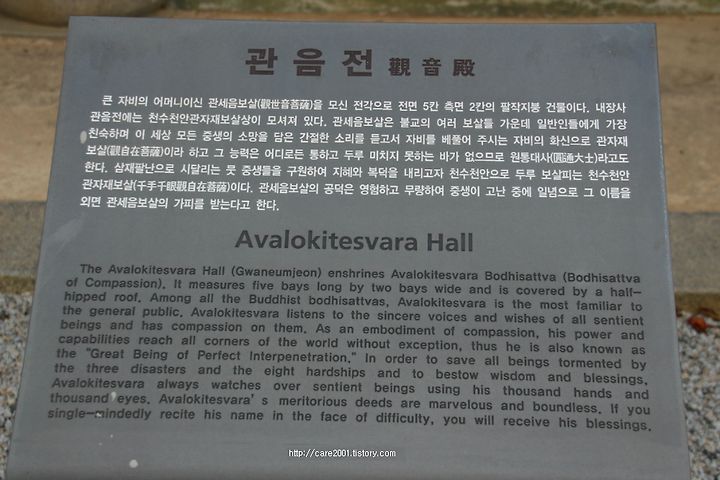 관음전 觀音殿
큰 자비의 어머니이신 관세음보살(觀世音菩薩)을 모신 전각으로 전면 5칸 측면 2칸의 팔작지붕 건물이다. 내장사
관음전에는 천수천안관자재보살상이 모셔져 있다. 관세음보살은 불교의 여러 보살들 가운데 일반인들에게 가장
친숙하며 이 세상 모든 중생의 소망을 담은 간절한 소리를 듣고서 자비를 베풀어 주시는 자비의 화신으로 관자재
보살(觀自在菩薩)이라 하고 그 능력은 어디로든 통하고 두루 미치지 못하는 바가 없으므로 원통대사(圓通大士)라고도
한다. 삼재팔난으로 시달리는 뭇 중생들을 구원하여 지혜와 복덕을 내리고자 천수천안으로 두루 보살피는 천수천안
관자재보살(千手千眼觀自在菩薩)이다. 관세음보살의 공덕은 영험하고 무량하여 중생이 고난 중에 일념으로 그 이름을
외면 관세음보살의 가피를 받는다고 한다.
Avalokitesvara Hall
The Avalokitesvara Hall (Gwaneumjeon) enshrines Avalokitesvara Bodhisattva (Bodhisattva
of Compassion). It measures five bays long by two bays wide and is covered by a half-
hipped roof. Among all the Buddhist bodhisattvas, Avalokitesvara is the most familiar to
the general public. Avalokitesvara listens to the sincere voices and wishes of all sentient
beings and has compassion on them. As an embodiment of compassion, his power and
capabilities reach all corners of the world without exception, thus he is also known as
the "Great Being of Perfect Interpenetration." In order to save all beings tormented by
the three disasters and the eight hardships and to bestow wisdom and blessings,
Avalokitesvara always watches over sentient beings using his thousand hands and
thousand eyes. Avalokitesvara's meritorious deeds are marvelous and boundless. If you
single-mindedly recite his name in the face of difficulty, you will receive his blessings.
http://care2001.tistory.com